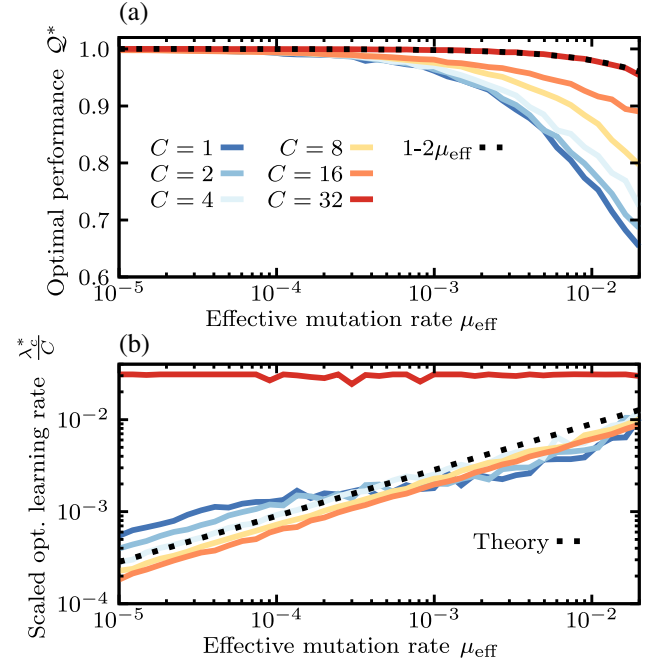 (a)
Optimal performance 𝒬*
1.0
0.9
0.8
0.7
0.6
C = 1
C = 2
C = 4
C = 8
C = 16
C = 32
1-2μ_eff
10⁻⁵
10⁻⁴
10⁻³
10⁻²
Effective mutation rate μ_eff
(b)
Scaled opt. learning rate λ_c*/C
10⁻²
10⁻³
10⁻⁴
Theory
10⁻⁵
10⁻⁴
10⁻³
10⁻²
Effective mutation rate μ_eff